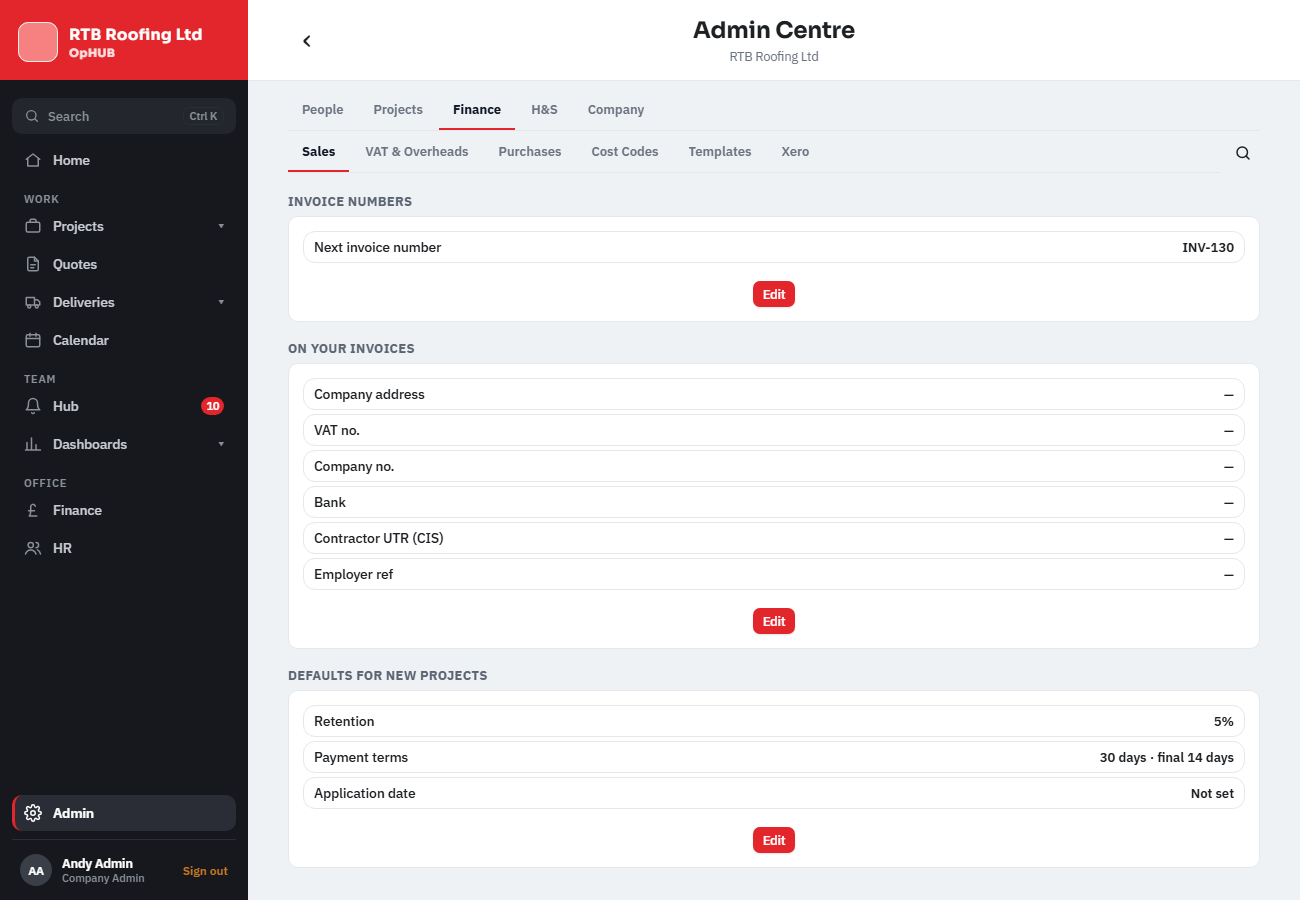 RTB Roofing Ltd
OpHUB
Search Ctrl K
Home
WORK
Projects
Quotes
Deliveries
Calendar
TEAM
Hub 10
Dashboards
OFFICE
Finance
HR
Admin
AA Andy Admin
Company Admin
Sign out
Admin Centre
RTB Roofing Ltd
People Projects Finance H&S Company
Sales VAT & Overheads Purchases Cost Codes Templates Xero
INVOICE NUMBERS
Next invoice number INV-130
Edit
ON YOUR INVOICES
Company address –
VAT no. –
Company no. –
Bank –
Contractor UTR (CIS) –
Employer ref –
Edit
DEFAULTS FOR NEW PROJECTS
Retention 5%
Payment terms 30 days · final 14 days
Application date Not set
Edit